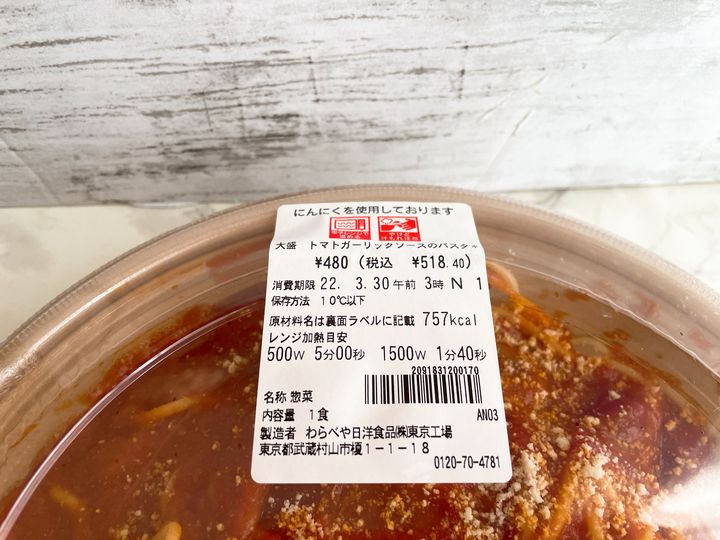 にんにくを使用しております
大盛 トマトガーリックソースのパスタ
¥480 (税込 ¥518.40)
消費期限 22. 3.30 午前 3時 N 1
保存方法 10℃以下
原材料名は裏面ラベルに記載 757kcal
レンジ加熱目安
500W 5分00秒 1500W 1分40秒
2091831200170
名称 惣菜
内容量 1食 AN03
製造者 わらべや日洋食品㈱東京工場
東京都武蔵村山市榎1-1-18
0120-70-4781